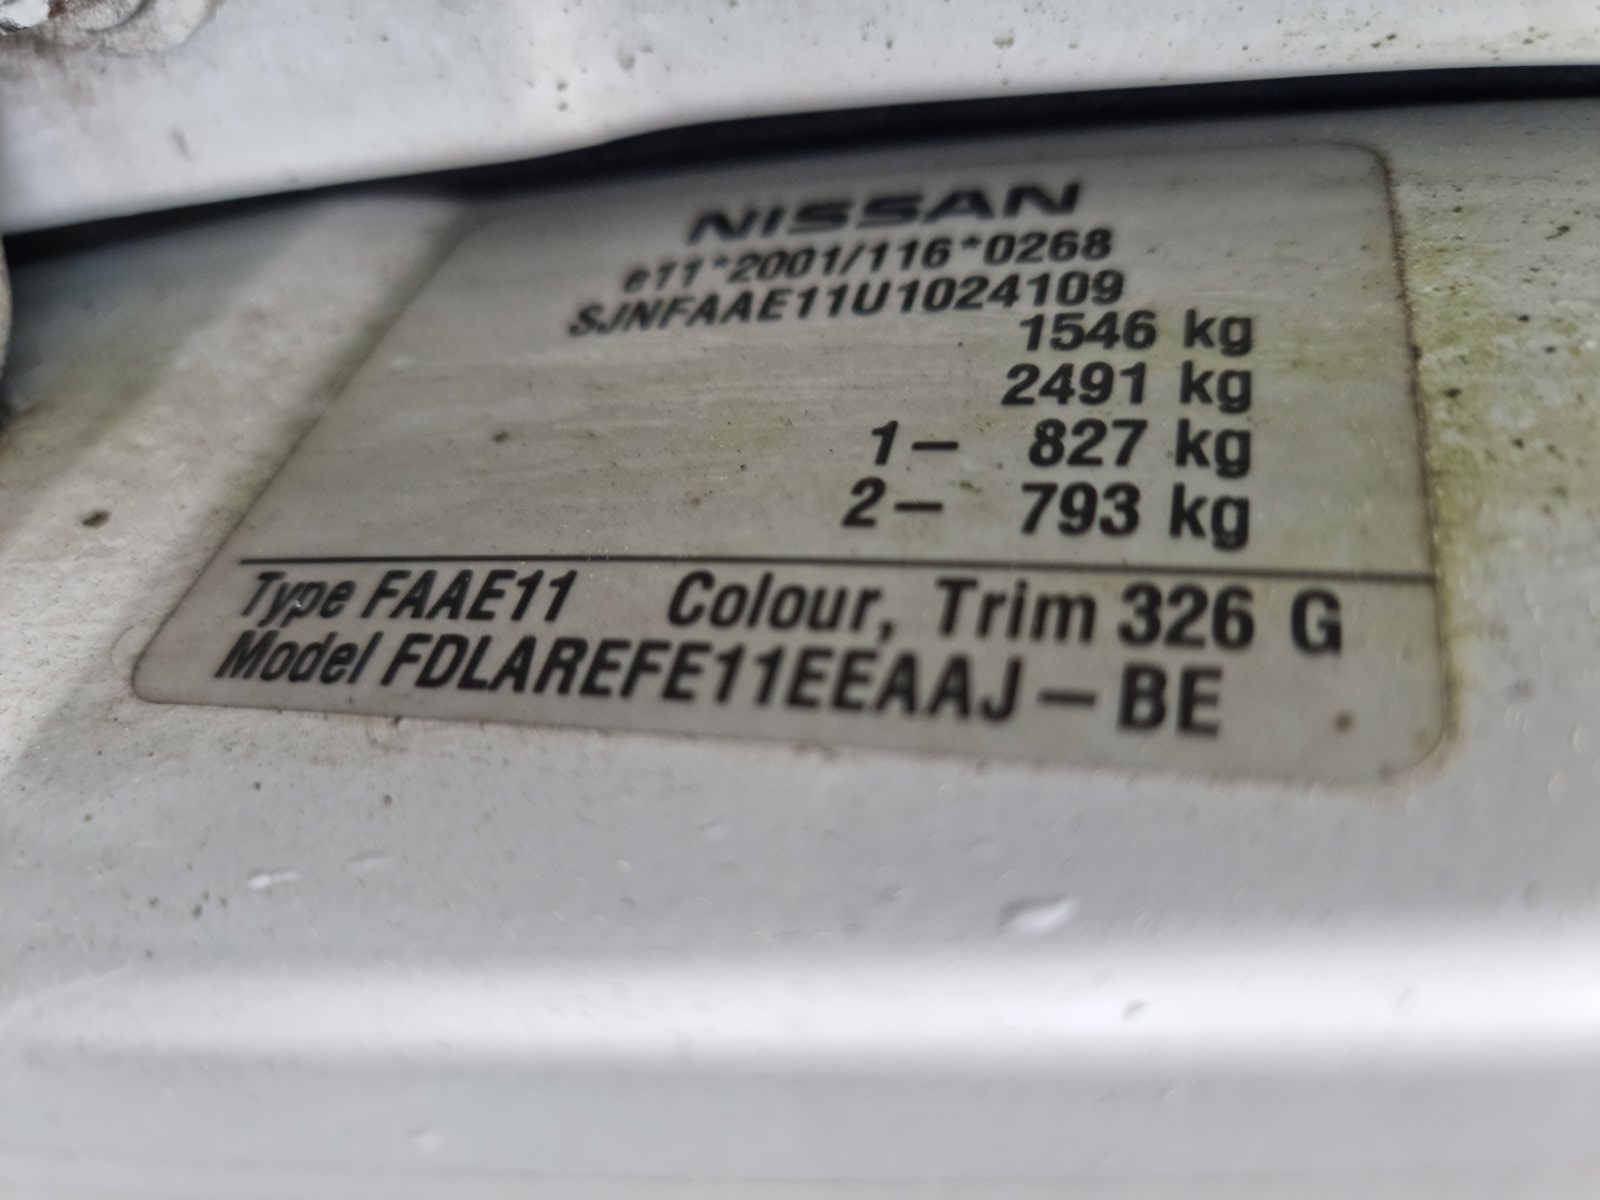 NISSAN
e11*2001/116*0268
SJNFAAE11U1024109
1546 kg
2491 kg
1- 827 kg
2- 793 kg
Type FAAE11 Colour, Trim 326 G
Model FDLAREFE11EEAAJ-BE